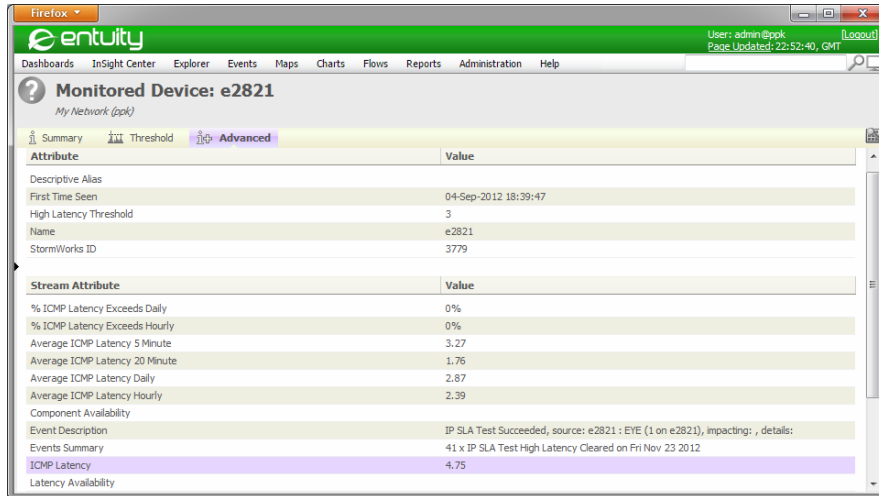 Firefox
entuity
User: admin@ppk [Logout]
Page Updated: 22:52:40, GMT
Dashboards InSight Center Explorer Events Maps Charts Flows Reports Administration Help
Monitored Device: e2821
My Network (ppk)
Summary Threshold Advanced
Attribute Value
Descriptive Alias
First Time Seen 04-Sep-2012 18:39:47
High Latency Threshold 3
Name e2821
StormWorks ID 3779
Stream Attribute Value
% ICMP Latency Exceeds Daily 0%
% ICMP Latency Exceeds Hourly 0%
Average ICMP Latency 5 Minute 3.27
Average ICMP Latency 20 Minute 1.76
Average ICMP Latency Daily 2.87
Average ICMP Latency Hourly 2.39
Component Availability
Event Description IP SLA Test Succeeded, source: e2821 : EYE (1 on e2821), impacting: , details:
Events Summary 41 x IP SLA Test High Latency Cleared on Fri Nov 23 2012
ICMP Latency 4.75
Latency Availability